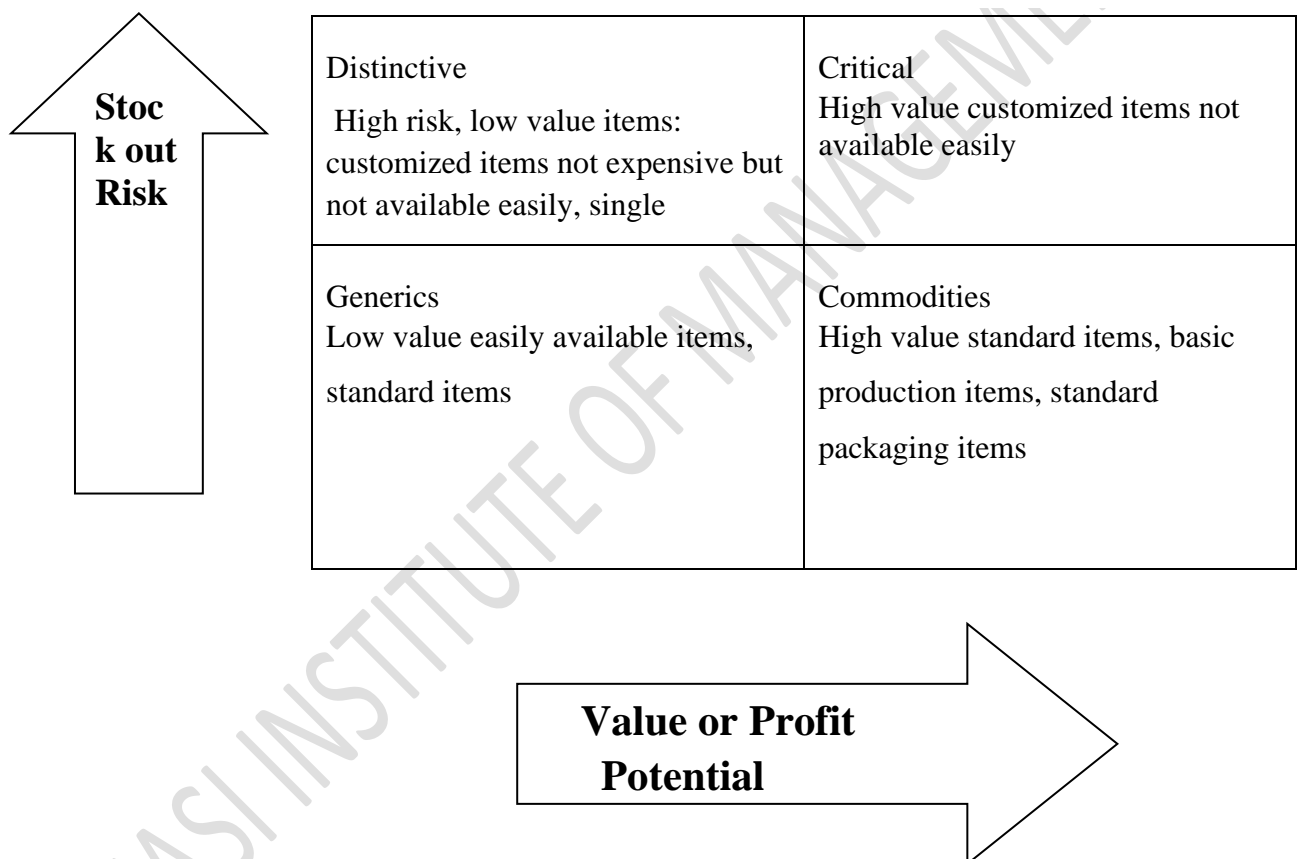 Stoc
k out
Risk
Distinctive
High risk, low value items:
customized items not expensive but
not available easily, single
Critical
High value customized items not
available easily
Generics
Low value easily available items,
standard items
Commodities
High value standard items, basic
production items, standard
packaging items
Value or Profit
Potential
INSTITUTE OF